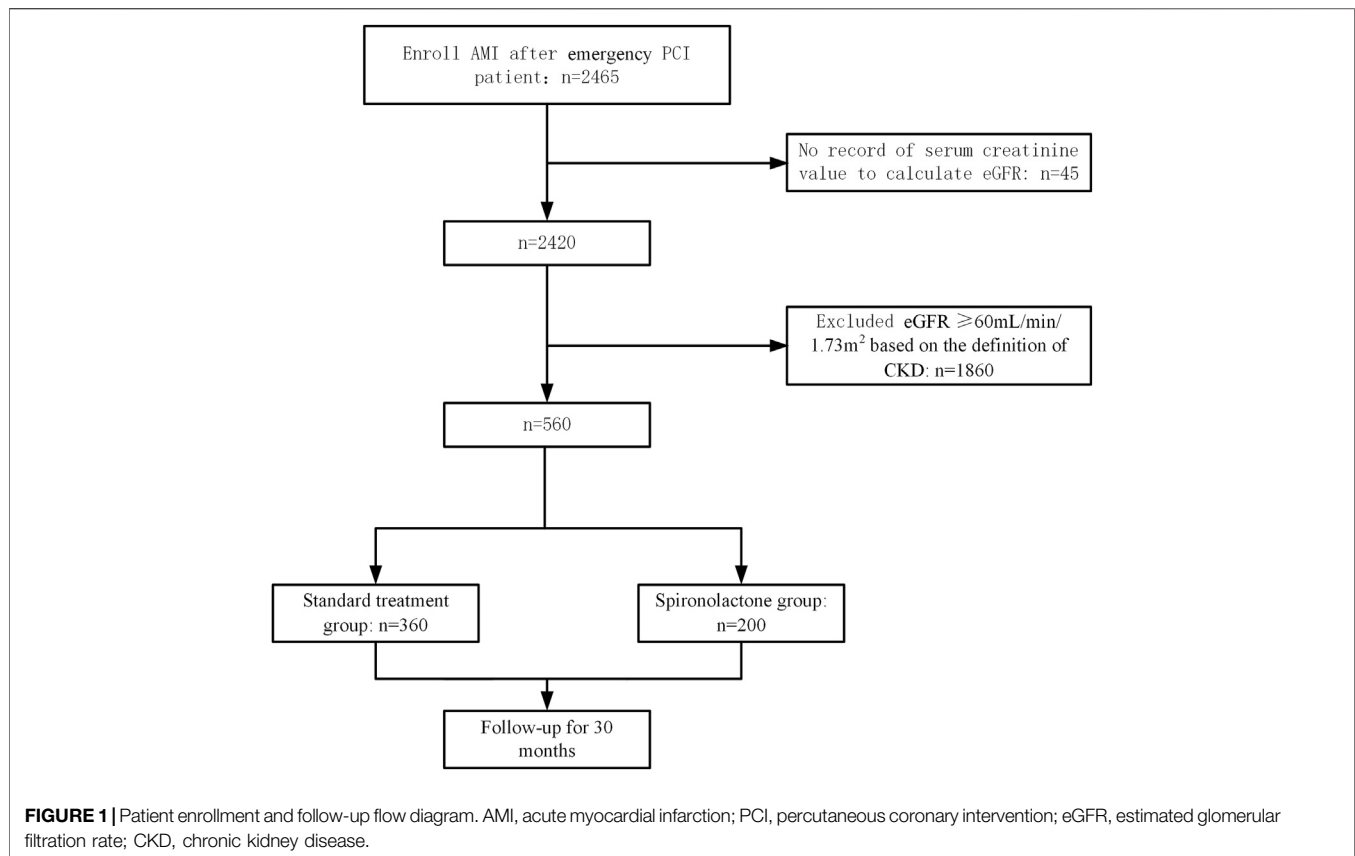 Enroll AMI after emergency PCI
patient: n=2465
No record of serum creatinine
value to calculate eGFR: n=45
n=2420
Excluded eGFR ≥60mL/min/
1.73m² based on the definition of
CKD: n=1860
n=560
Standard treatment
group: n=360
Spironolactone group:
n=200
Follow-up for 30
months
FIGURE 1 | Patient enrollment and follow-up flow diagram. AMI, acute myocardial infarction; PCI, percutaneous coronary intervention; eGFR, estimated glomerular
filtration rate; CKD, chronic kidney disease.